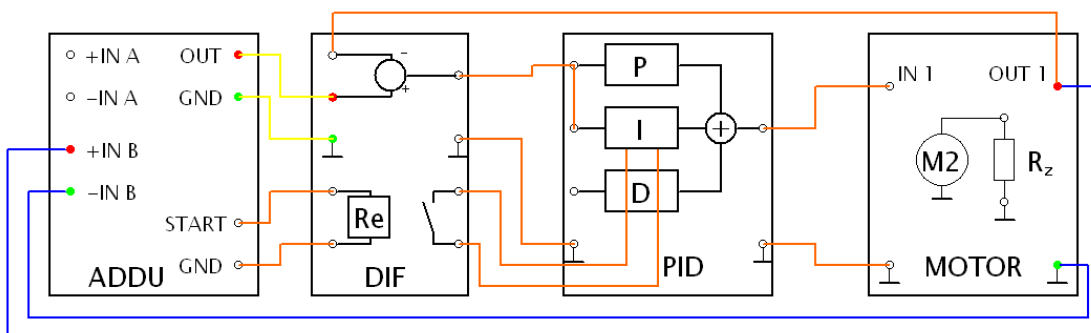 +IN A
OUT
−IN A
GND
+IN B
−IN B
START
GND
ADDU
-
+
Re
DIF
P
I
D
+
PID
IN 1
OUT 1
M2
Rz
MOTOR